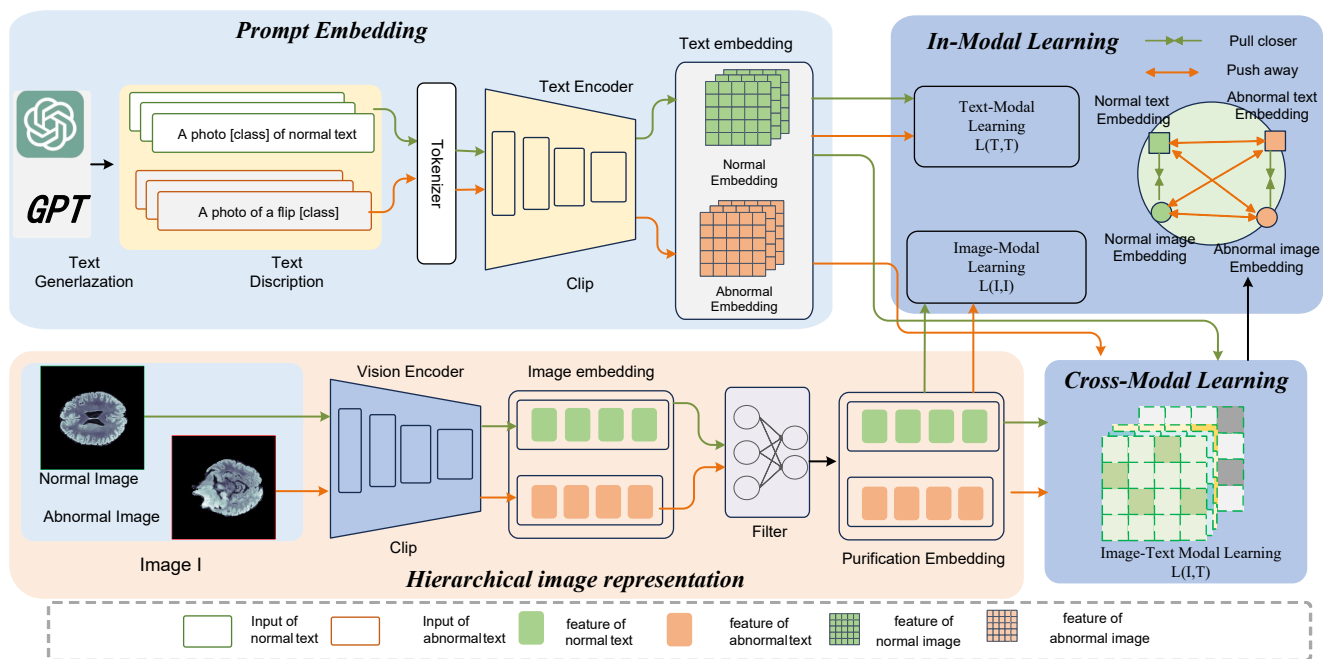 Prompt Embedding
GPT
Text
Generlazation
A photo [class] of normal text
A photo of a flip [class]
Text
Discription
Tokenizer
Text Encoder
Clip
Text embedding
Normal
Embedding
Abnormal
Embedding
In-Modal Learning
Pull closer
Push away
Text-Modal
Learning
L(T,T)
Image-Modal
Learning
L(I,I)
Normal text
Embedding
Abnormal text
Embedding
Normal image
Embedding
Abnormal image
Embedding
Normal Image
Abnormal Image
Image I
Vision Encoder
Clip
Image embedding
Filter
Purification Embedding
Hierarchical image representation
Cross-Modal Learning
Image-Text Modal Learning
L(I,T)
Input of
normal text
Input of
abnormal text
feature of
normal text
feature of
abnormal text
feature of
normal image
feature of
abnormal image